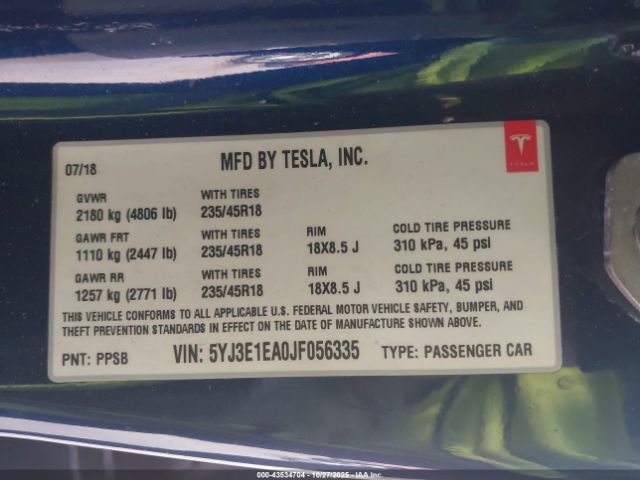 07/18 MFD BY TESLA, INC.
TESLA
GVWR WITH TIRES
2180 kg (4806 lb) 235/45R18
GAWR FRT WITH TIRES RIM COLD TIRE PRESSURE
1110 kg (2447 lb) 235/45R18 18X8.5 J 310 kPa, 45 psi
GAWR RR WITH TIRES RIM COLD TIRE PRESSURE
1257 kg (2771 lb) 235/45R18 18X8.5 J 310 kPa, 45 psi
THIS VEHICLE CONFORMS TO ALL APPLICABLE U.S. FEDERAL MOTOR VEHICLE SAFETY, BUMPER, AND
THEFT PREVENTION STANDARDS IN EFFECT ON THE DATE OF MANUFACTURE SHOWN ABOVE.
PNT: PPSB VIN: 5YJ3E1EA0JF056335 TYPE: PASSENGER CAR
000-43534704 - 10/27/2025 - IAA Inc.